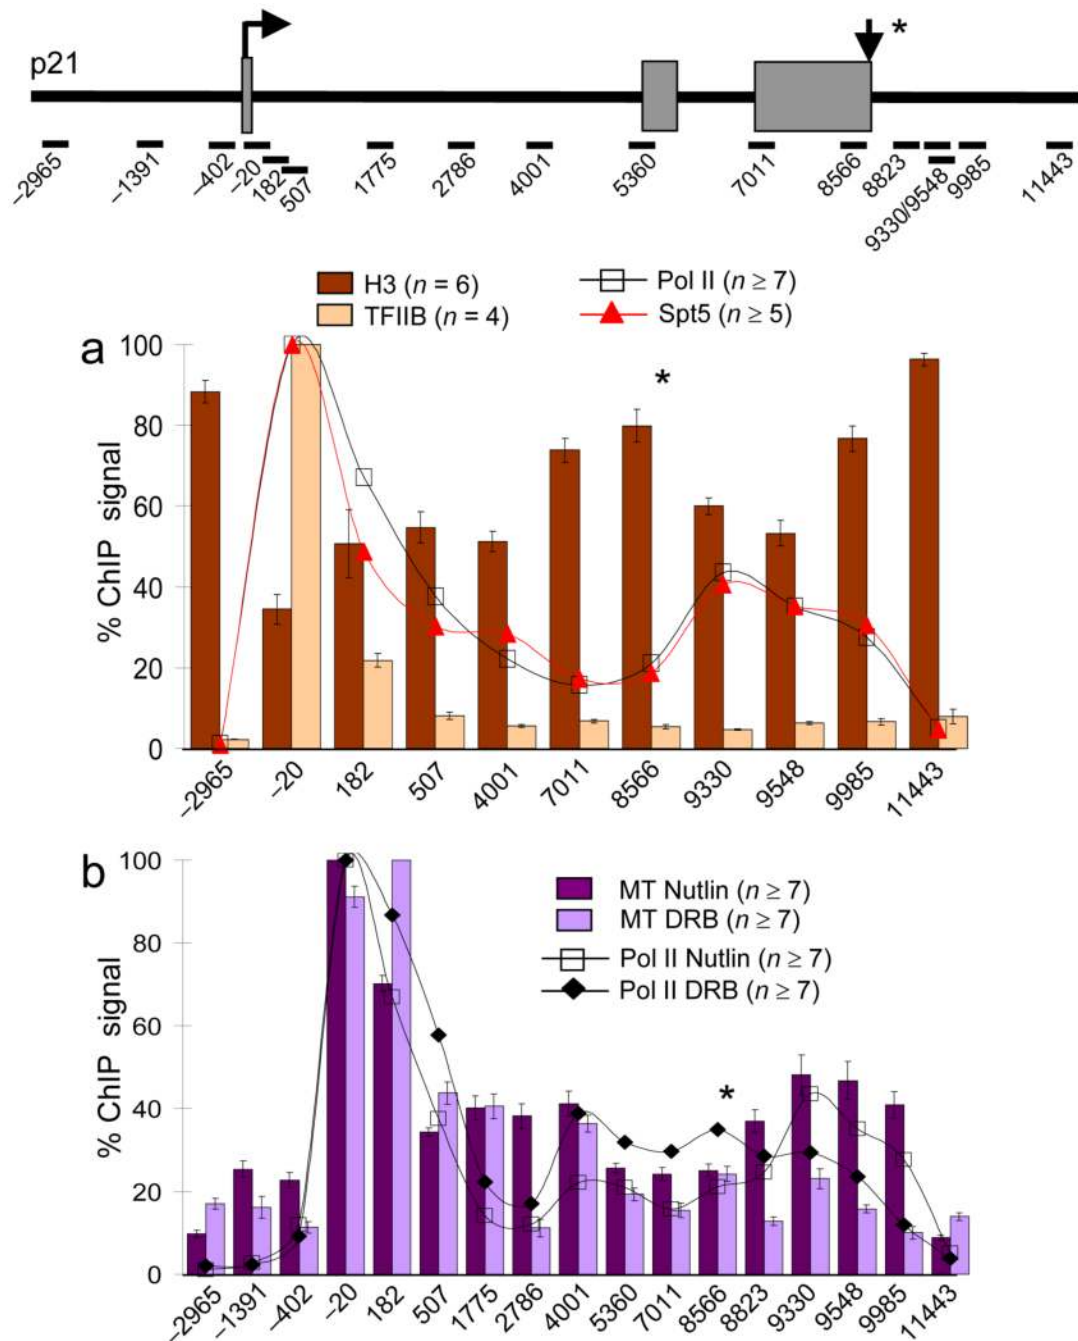 *
p21
−2965 −1391 −402 −20 182 507 1775 2786 4001 5360 7011 8566 8823 9330/9548 9985 11443
H3 (n = 6)
Pol II (n ≥ 7)
TFIIB (n = 4)
Spt5 (n ≥ 5)
a
100
80
60
40
20
0
% ChIP signal
*
−2965 −20 182 507 4001 7011 8566 9330 9548 9985 11443
b
100
80
60
40
20
0
% ChIP signal
MT Nutlin (n ≥ 7)
MT DRB (n ≥ 7)
Pol II Nutlin (n ≥ 7)
Pol II DRB (n ≥ 7)
*
−2965 −1391 −402 −20 182 507 1775 2786 4001 5360 7011 8566 8823 9330 9548 9985 11443